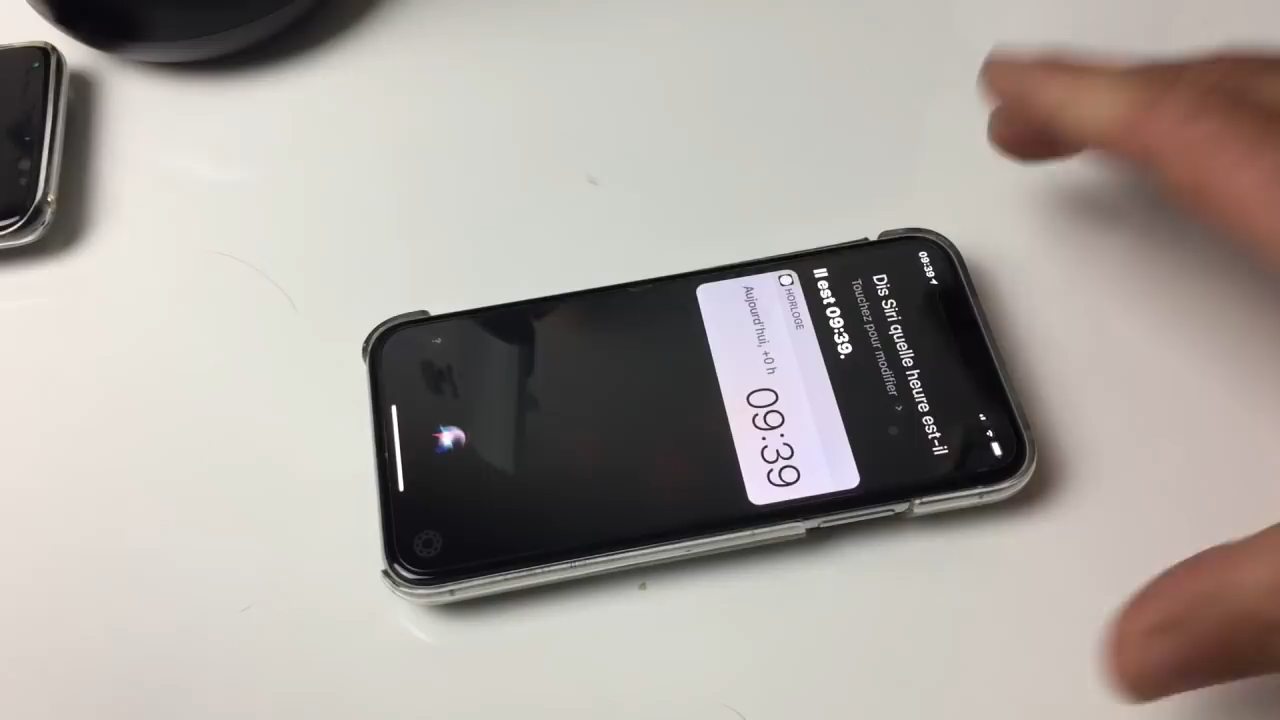 09:39
Dis Siri quelle heure est-il
Touchez pour modifier >
Il est 09:39.
HORLOGE
Aujourd'hui, +0 h
09:39
?